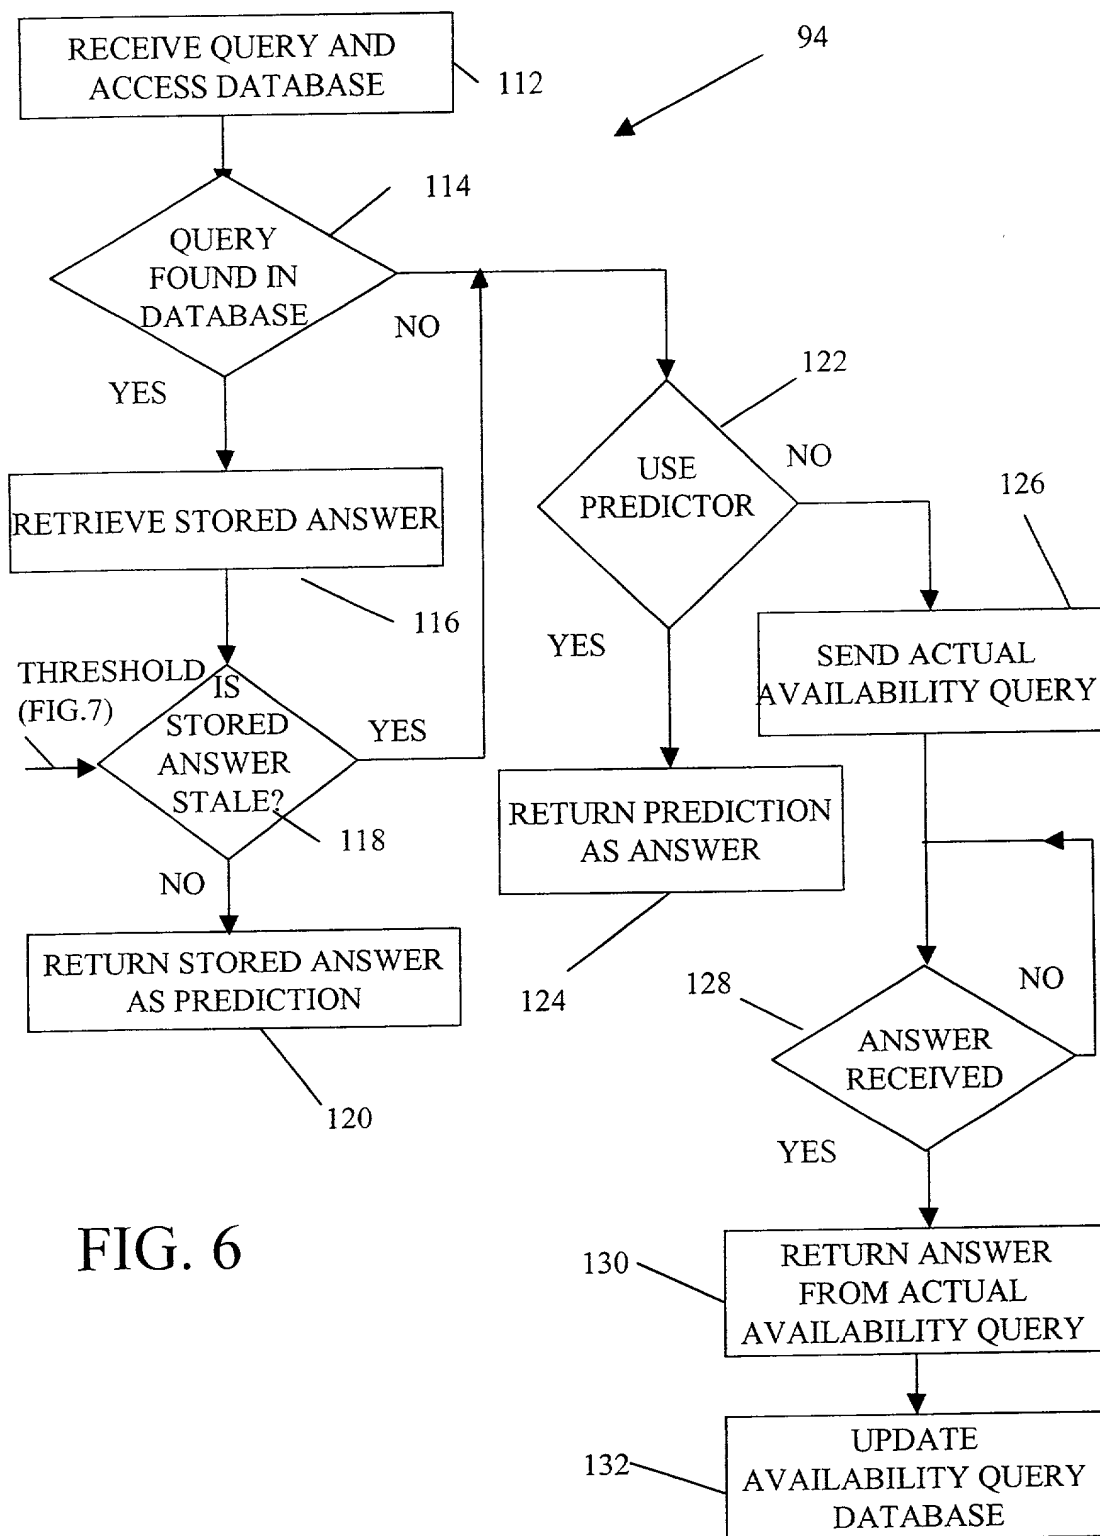 RECEIVE QUERY AND
ACCESS DATABASE
112
94
114
QUERY
FOUND IN
DATABASE
NO
YES
122
USE
PREDICTOR
NO
126
RETRIEVE STORED ANSWER
116
YES
SEND ACTUAL
AVAILABILITY QUERY
THRESHOLD
(FIG.7)
IS
STORED
ANSWER
STALE?
YES
118
NO
RETURN PREDICTION
AS ANSWER
124
RETURN STORED ANSWER
AS PREDICTION
120
128
NO
ANSWER
RECEIVED
YES
FIG. 6
130
RETURN ANSWER
FROM ACTUAL
AVAILABILITY QUERY
132
UPDATE
AVAILABILITY QUERY
DATABASE